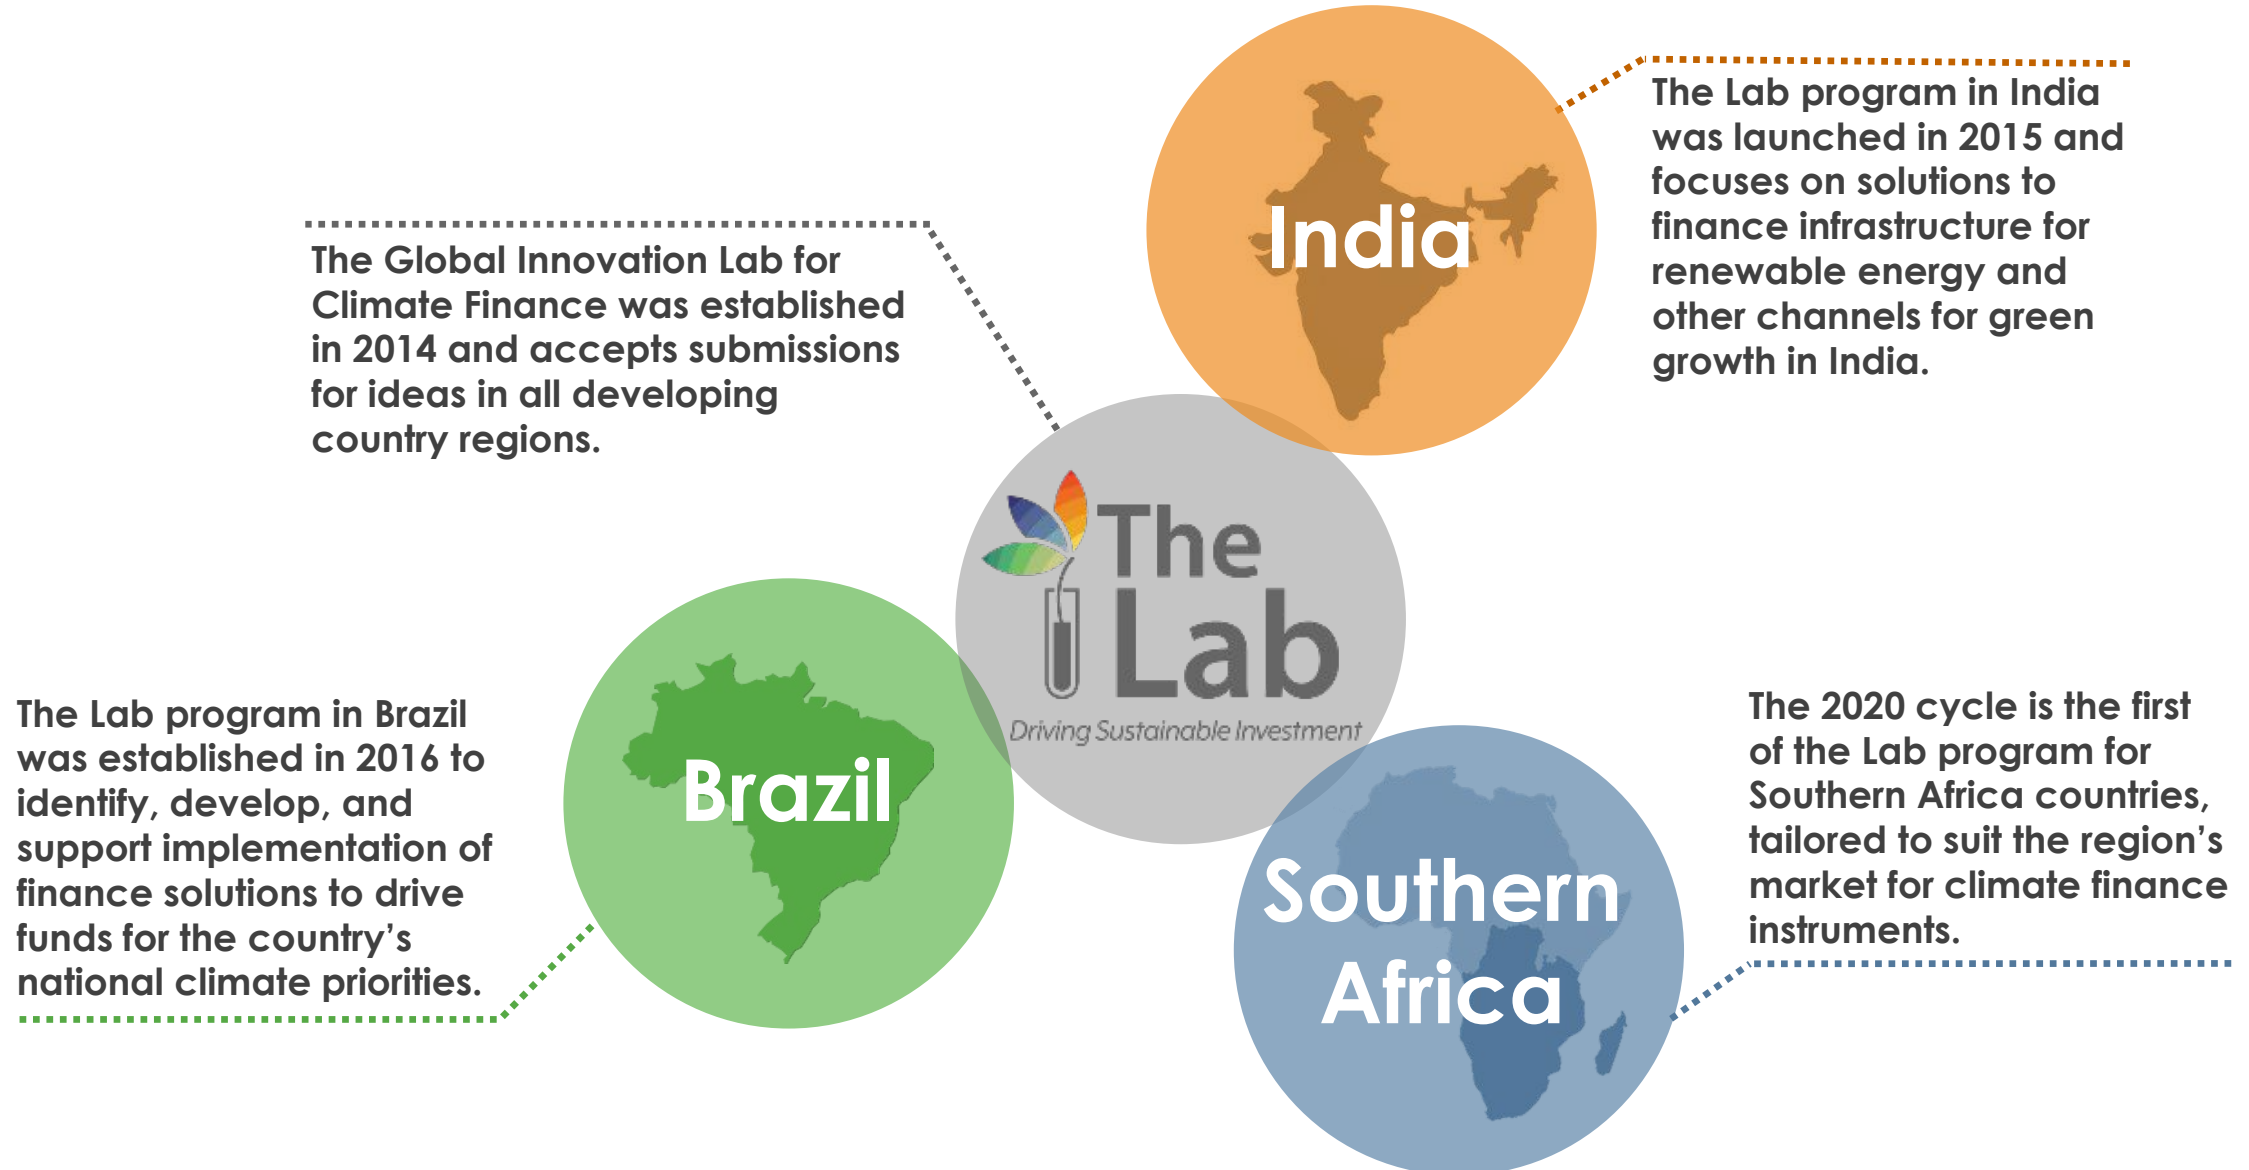 The Lab program in India
was launched in 2015 and
focuses on solutions to
finance infrastructure for
renewable energy and
other channels for green
growth in India.
India
The Global Innovation Lab for
Climate Finance was established
in 2014 and accepts submissions
for ideas in all developing
country regions.
The
Lab
Driving Sustainable Investment
The Lab program in Brazil
was established in 2016 to
identify, develop, and
support implementation of
finance solutions to drive
funds for the country’s
national climate priorities.
Brazil
The 2020 cycle is the first
of the Lab program for
Southern Africa countries,
tailored to suit the region’s
market for climate finance
instruments.
Southern
Africa